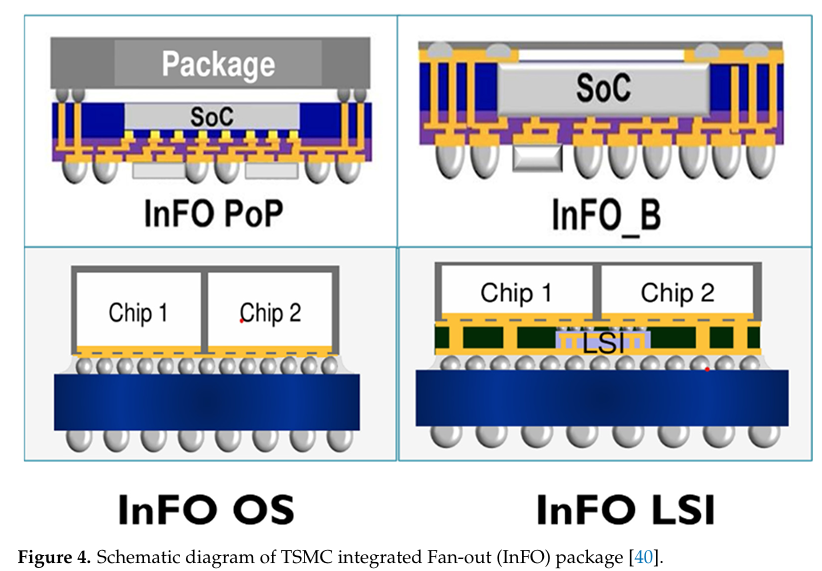 Package
SoC
InFO PoP
SoC
InFO_B
Chip 1
Chip 2
InFO OS
Chip 1
Chip 2
LSI
InFO LSI
Figure 4. Schematic diagram of TSMC integrated Fan-out (InFO) package [40].